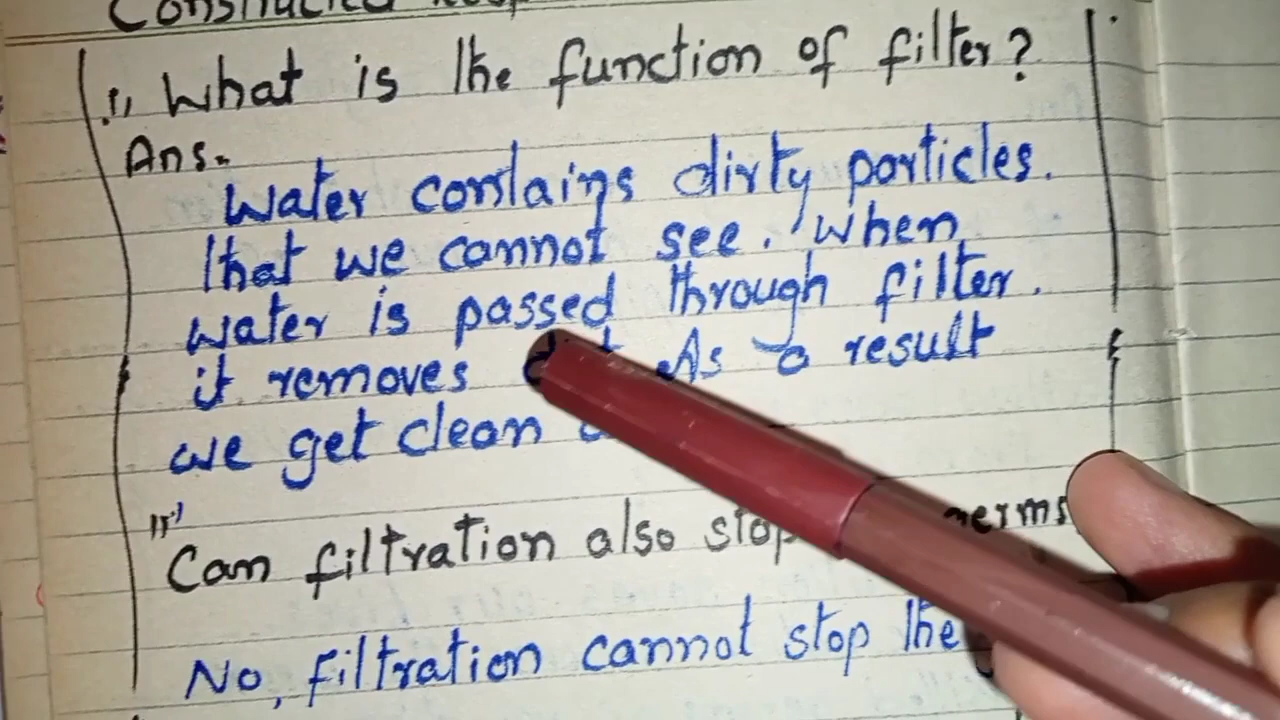 Constructed
i, What is the function of filter?
Ans-
Water contains dirty particles.
that we cannot see. When
water is passed through filter.
it removes As a result
we get clean
ii,
Can filtration also stop germs
No, filtration cannot stop the